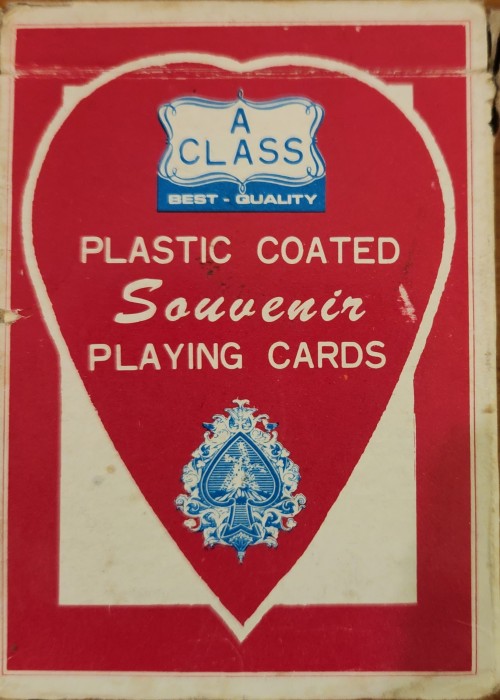 A
CLASS
BEST - QUALITY
PLASTIC COATED
Souvenir
PLAYING CARDS